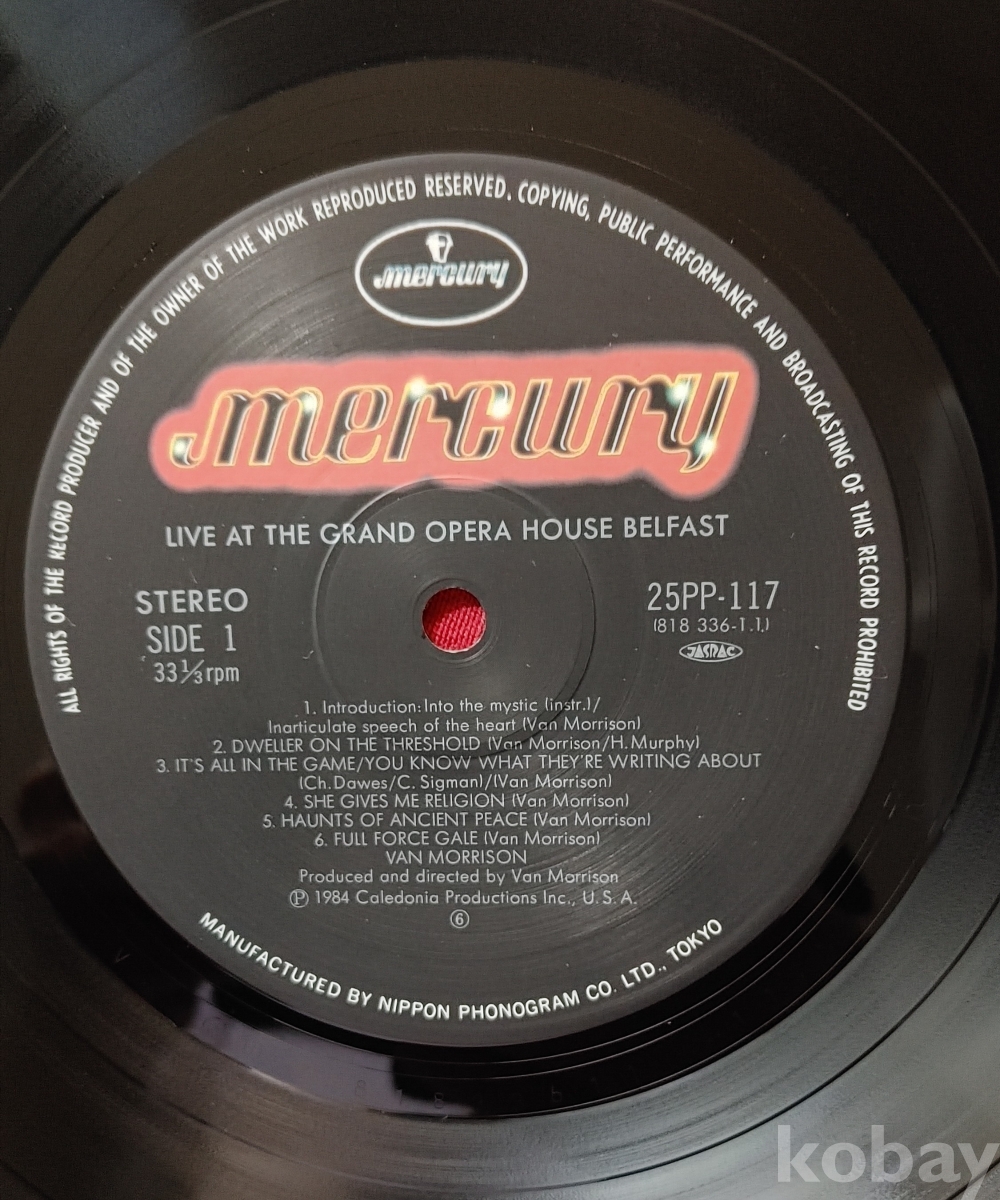 ALL RIGHTS OF THE RECORD PRODUCER AND OF THE OWNER OF THE WORK REPRODUCED RESERVED. COPYING, PUBLIC PERFORMANCE AND BROADCASTING OF THIS RECORD PROHIBITED
mercury
mercury
LIVE AT THE GRAND OPERA HOUSE BELFAST
STEREO
SIDE 1
33⅓rpm
25PP-117
(818 336-1.1.)
JASRAC
1. Introduction: Into the mystic (instr.)/
Inarticulate speech of the heart (Van Morrison)
2. DWELLER ON THE THRESHOLD (Van Morrison/H. Murphy)
3. IT'S ALL IN THE GAME/YOU KNOW WHAT THEY'RE WRITING ABOUT
(Ch. Dawes/C. Sigman)/(Van Morrison)
4. SHE GIVES ME RELIGION (Van Morrison)
5. HAUNTS OF ANCIENT PEACE (Van Morrison)
6. FULL FORCE GALE (Van Morrison)
VAN MORRISON
Produced and directed by Van Morrison
Ⓟ 1984 Caledonia Productions Inc., U.S.A.
⑥
MANUFACTURED BY NIPPON PHONOGRAM CO. LTD., TOKYO
kobay